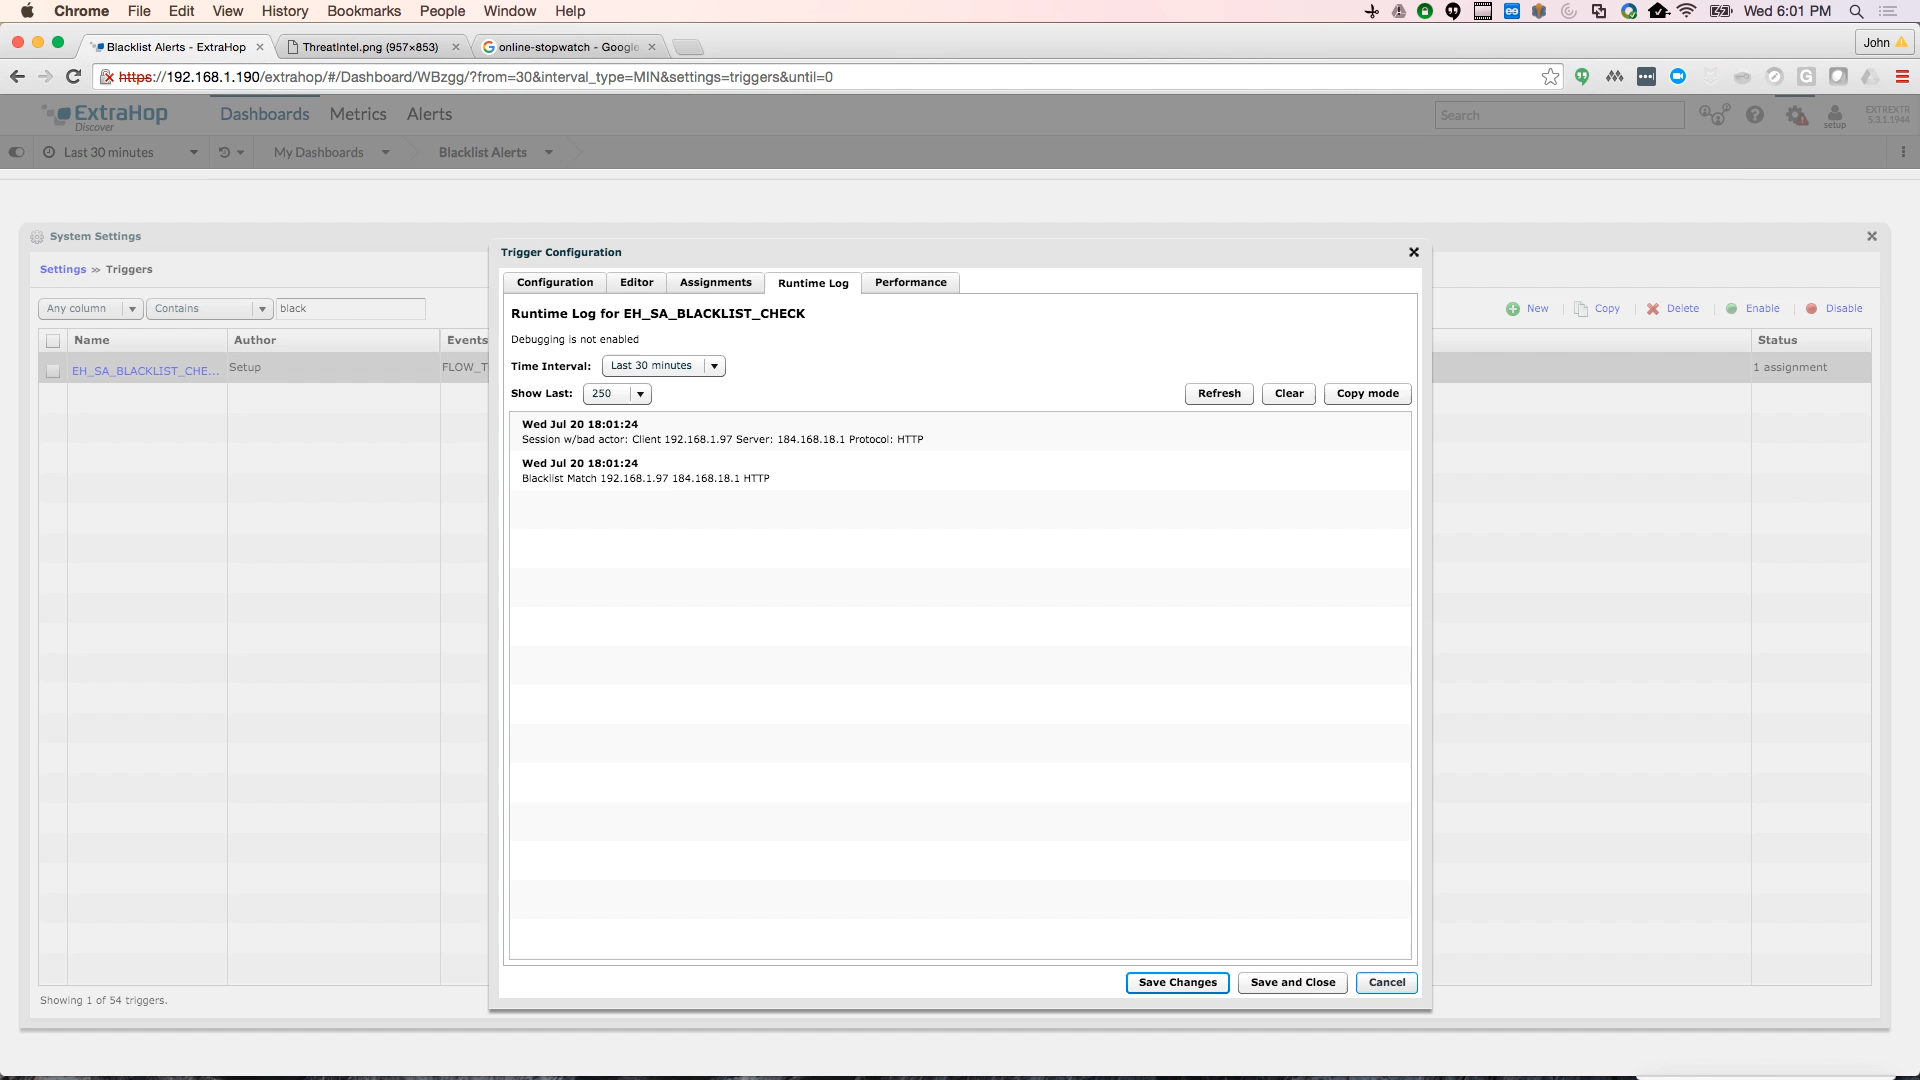 Chrome File Edit View History Bookmarks People Window Help Wed 6:01 PM
Blacklist Alerts - ExtraHop ThreatIntel.png (957×853) online-stopwatch - Google John
https://192.168.1.190/extrahop/#/Dashboard/WBzgg/?from=30&interval_type=MIN&settings=triggers&until=0
ExtraHop Dashboards Metrics Alerts Search EXTREXTR
Discover setup 5.3.1.1944
Last 30 minutes My Dashboards Blacklist Alerts
System Settings
Settings » Triggers
Any column Contains black New Copy Delete Enable Disable
Name Author Events Status
EH_SA_BLACKLIST_CHE... Setup FLOW_T 1 assignment
Showing 1 of 54 triggers.
Trigger Configuration
Configuration Editor Assignments Runtime Log Performance
Runtime Log for EH_SA_BLACKLIST_CHECK
Debugging is not enabled
Time Interval: Last 30 minutes
Show Last: 250 Refresh Clear Copy mode
Wed Jul 20 18:01:24
Session w/bad actor: Client 192.168.1.97 Server: 184.168.18.1 Protocol: HTTP
Wed Jul 20 18:01:24
Blacklist Match 192.168.1.97 184.168.18.1 HTTP
Save Changes Save and Close Cancel